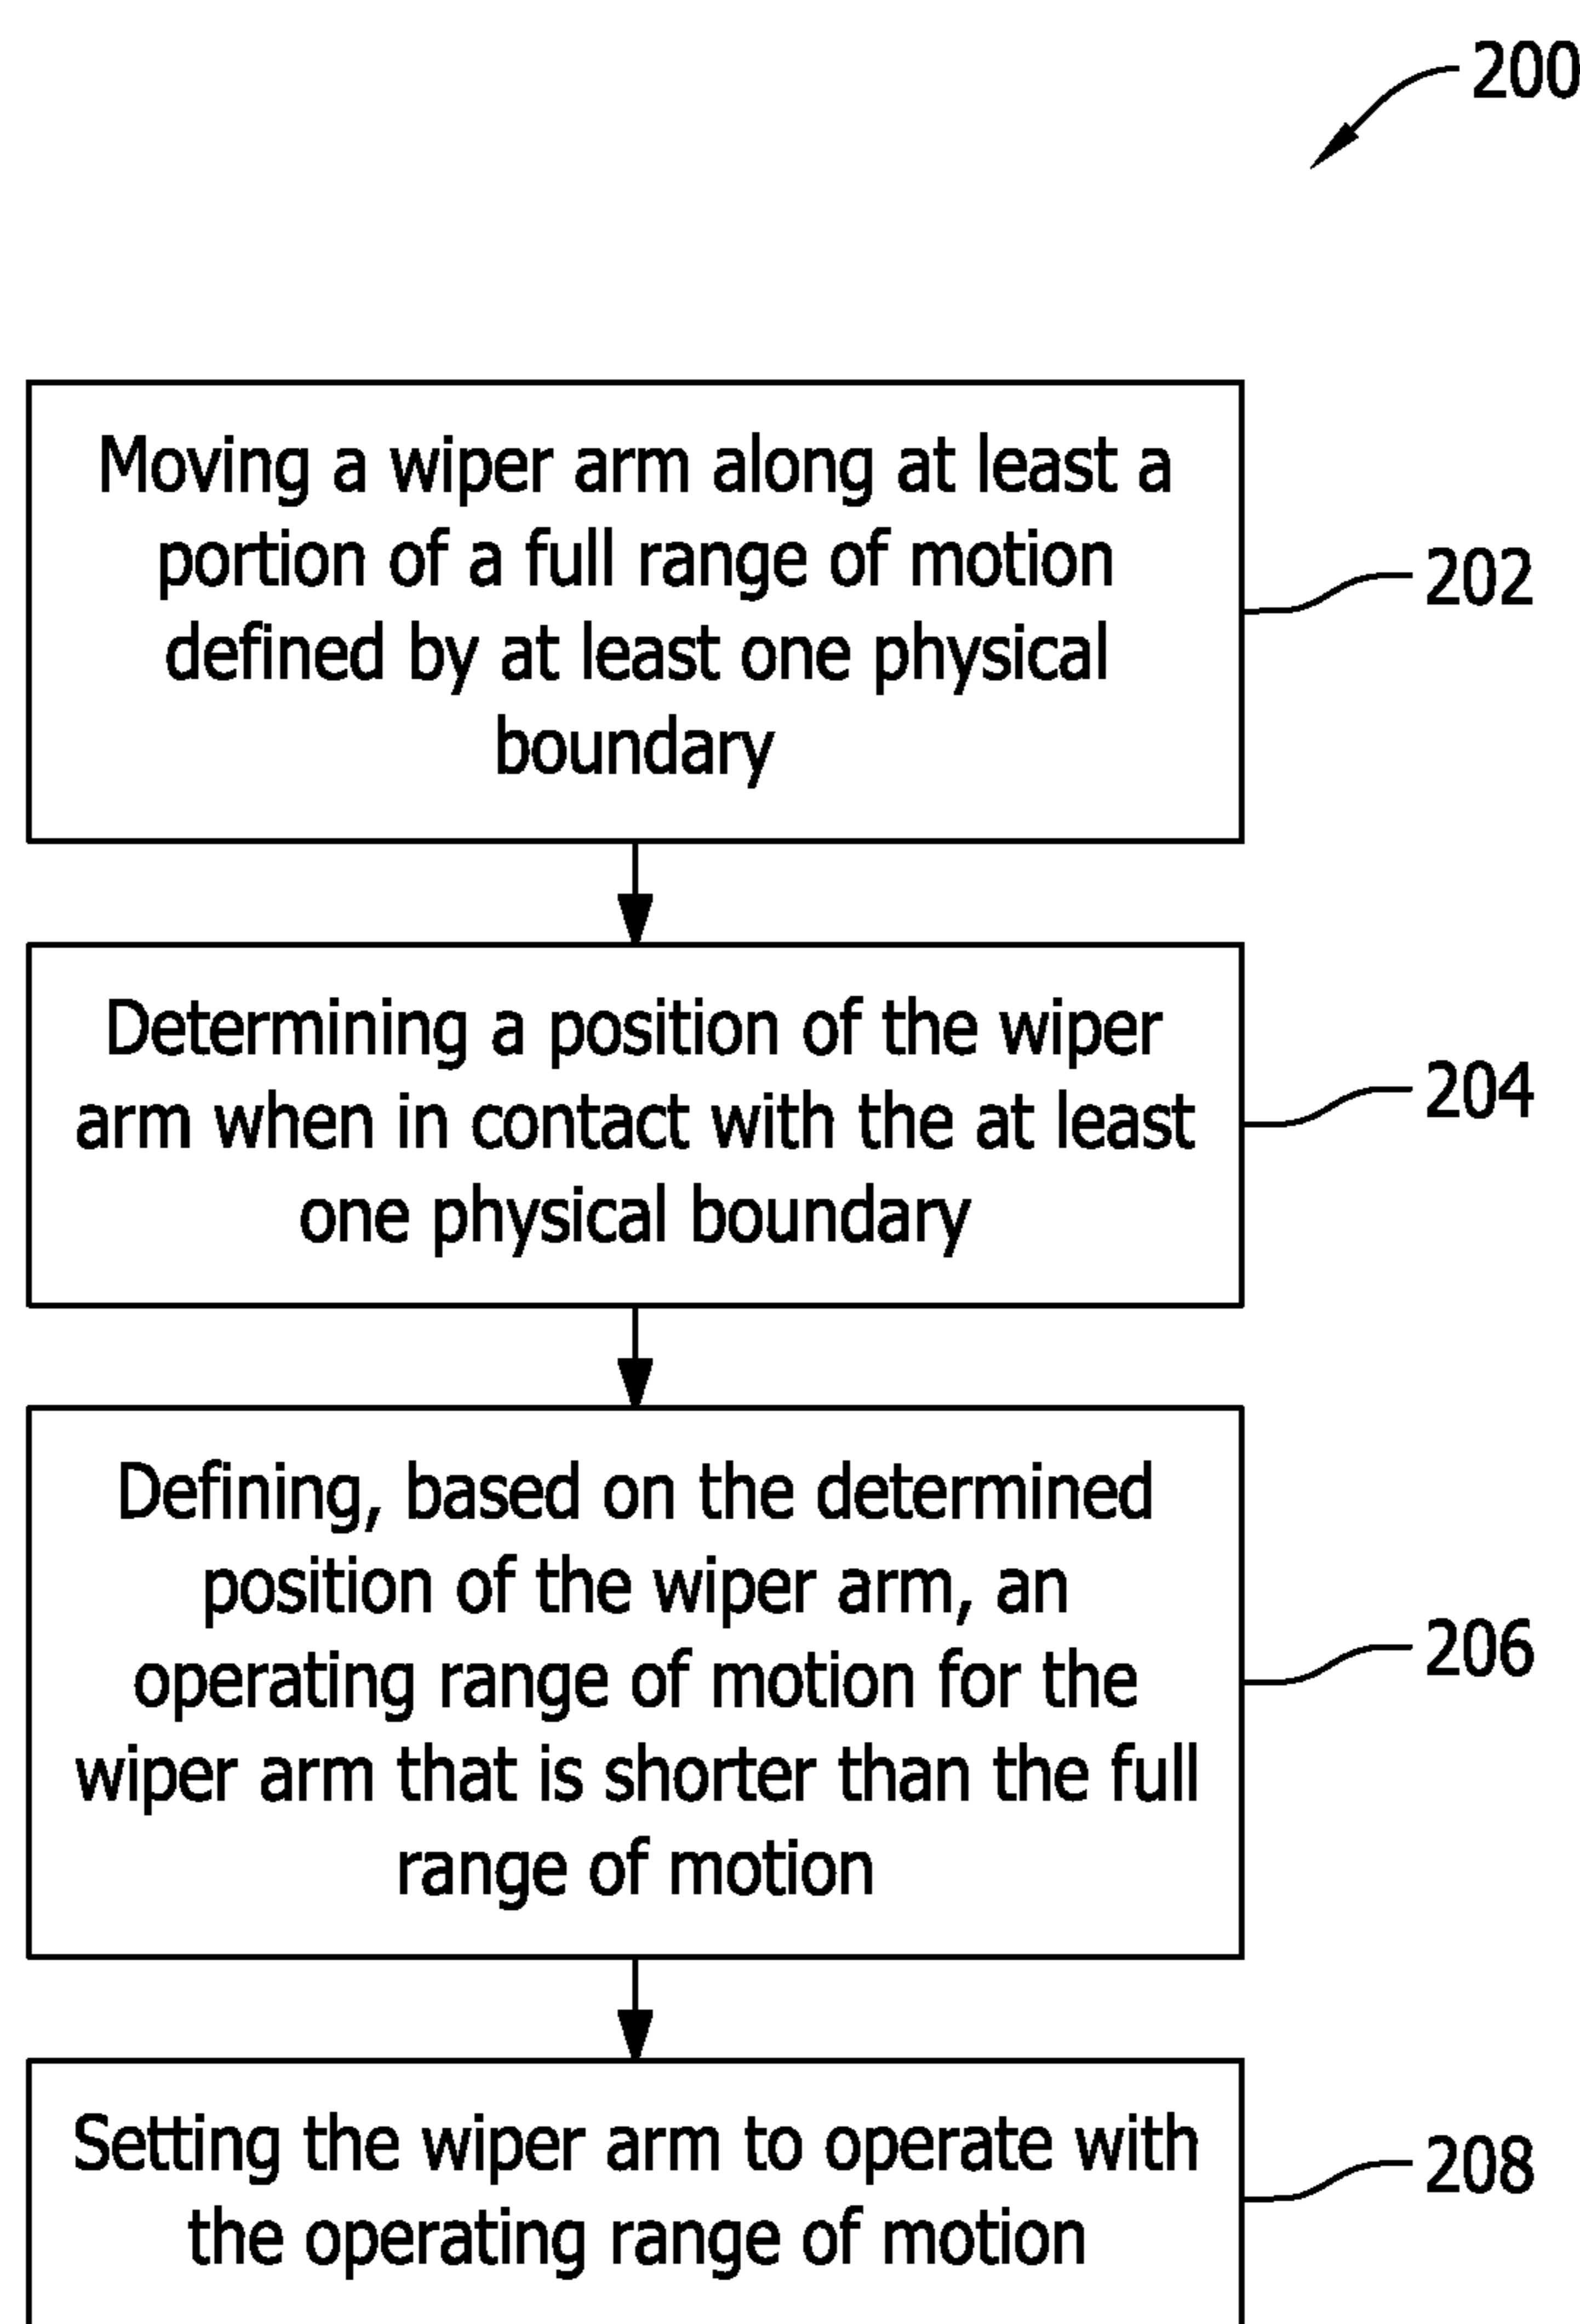 200
Moving a wiper arm along at least a
portion of a full range of motion
defined by at least one physical
boundary
202
Determining a position of the wiper
arm when in contact with the at least
one physical boundary
204
Defining, based on the determined
position of the wiper arm, an
operating range of motion for the
wiper arm that is shorter than the full
range of motion
206
Setting the wiper arm to operate with
the operating range of motion
208